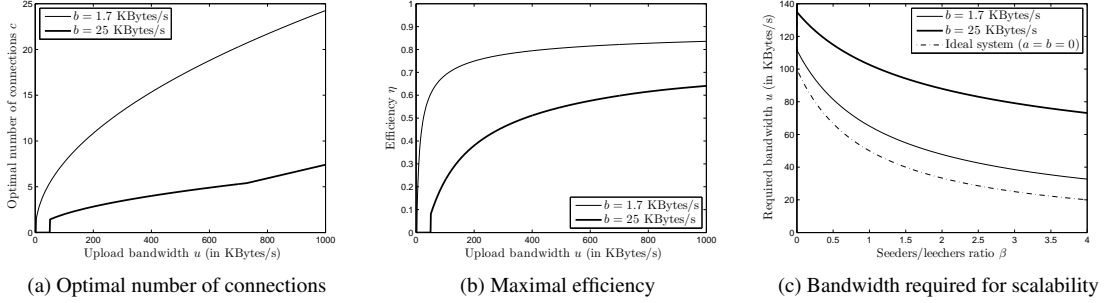 b = 1.7 KBytes/s
b = 25 KBytes/s
Optimal number of connections c
25
20
15
10
5
0
0 200 400 600 800 1000
Upload bandwidth u (in KBytes/s)
(a) Optimal number of connections
Efficiency η
1
0.9
0.8
0.7
0.6
0.5
0.4
0.3
0.2
0.1
0
b = 1.7 KBytes/s
b = 25 KBytes/s
0 200 400 600 800 1000
Upload bandwidth u (in KBytes/s)
(b) Maximal efficiency
b = 1.7 KBytes/s
b = 25 KBytes/s
Ideal system (a = b = 0)
Required bandwidth u (in KBytes/s)
140
120
100
80
60
40
20
0
0 0.5 1 1.5 2 2.5 3 3.5 4
Seeders/leechers ratio β
(c) Bandwidth required for scalability